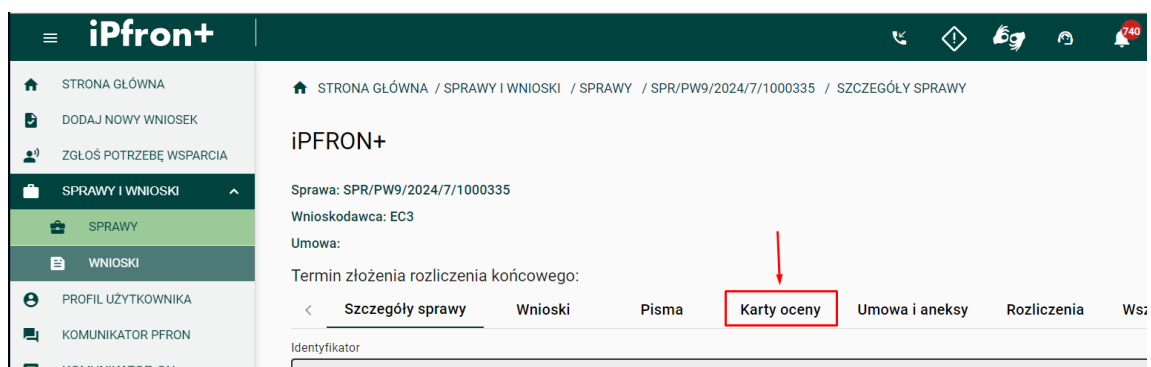 iPfron+
740
STRONA GŁÓWNA
DODAJ NOWY WNIOSEK
ZGŁOŚ POTRZEBĘ WSPARCIA
SPRAWY I WNIOSKI
SPRAWY
WNIOSKI
PROFIL UŻYTKOWNIKA
KOMUNIKATOR PFRON
STRONA GŁÓWNA / SPRAWY I WNIOSKI / SPRAWY / SPR/PW9/2024/7/1000335 / SZCZEGÓŁY SPRAWY
iPFRON+
Sprawa: SPR/PW9/2024/7/1000335
Wnioskodawca: EC3
Umowa:
Termin złożenia rozliczenia końcowego:
Szczegóły sprawy Wnioski Pisma Karty oceny Umowa i aneksy Rozliczenia
Identyfikator